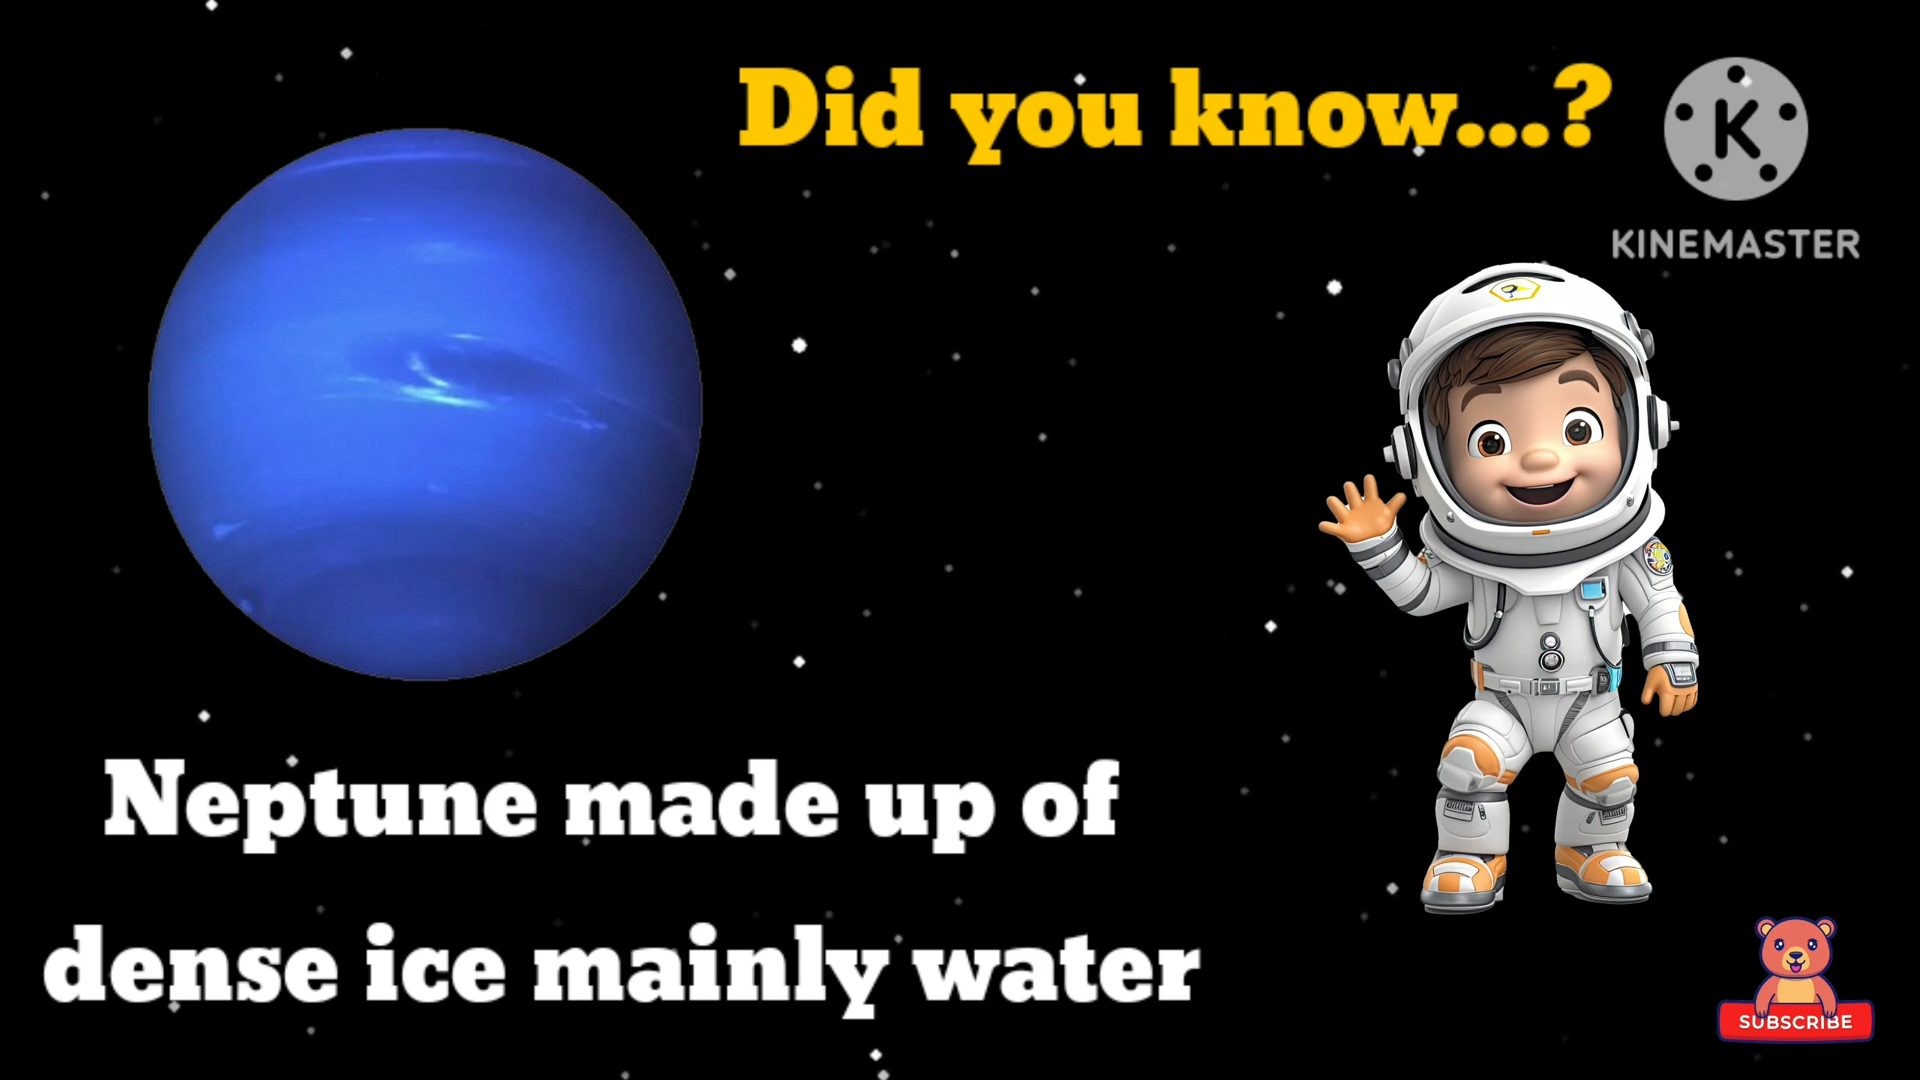 Did you know...?
K
KINEMASTER
Neptune made up of
dense ice mainly water
SUBSCRIBE